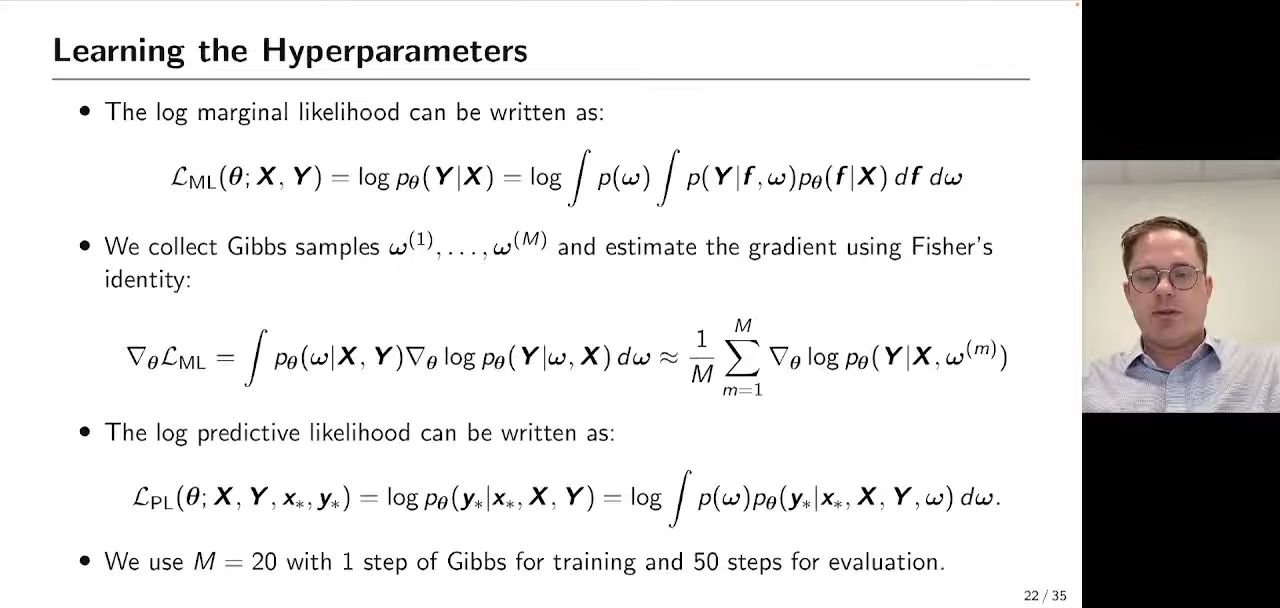 Learning the Hyperparameters
• The log marginal likelihood can be written as:
ℒ_ML(θ; X, Y) = log p_θ(Y|X) = log ∫ p(ω) ∫ p(Y|f, ω)p_θ(f|X) df dω
• We collect Gibbs samples ω^(1), . . . , ω^(M) and estimate the gradient using Fisher's
identity:
∇_θ ℒ_ML = ∫ p_θ(ω|X, Y)∇_θ log p_θ(Y|ω, X) dω ≈ 1/M ∑_{m=1}^{M} ∇_θ log p_θ(Y|X, ω^(m))
• The log predictive likelihood can be written as:
ℒ_PL(θ; X, Y, x_*, y_*) = log p_θ(y_*|x_*, X, Y) = log ∫ p(ω)p_θ(y_*|x_*, X, Y, ω) dω.
• We use M = 20 with 1 step of Gibbs for training and 50 steps for evaluation.
22 / 35